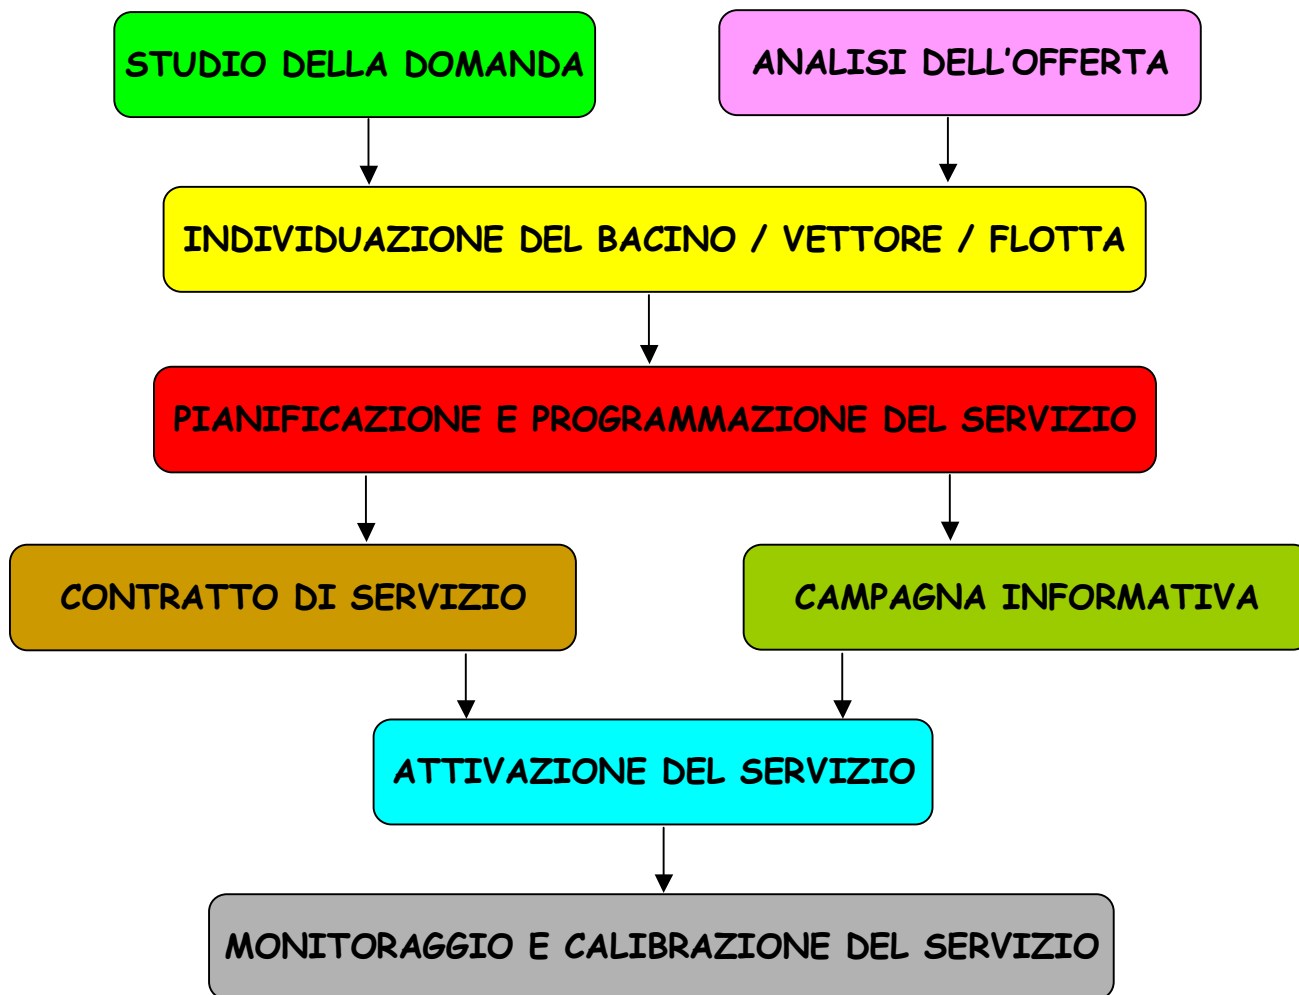 STUDIO DELLA DOMANDA
ANALISI DELL'OFFERTA
INDIVIDUAZIONE DEL BACINO / VETTORE / FLOTTA
PIANIFICAZIONE E PROGRAMMAZIONE DEL SERVIZIO
CONTRATTO DI SERVIZIO
CAMPAGNA INFORMATIVA
ATTIVAZIONE DEL SERVIZIO
MONITORAGGIO E CALIBRAZIONE DEL SERVIZIO